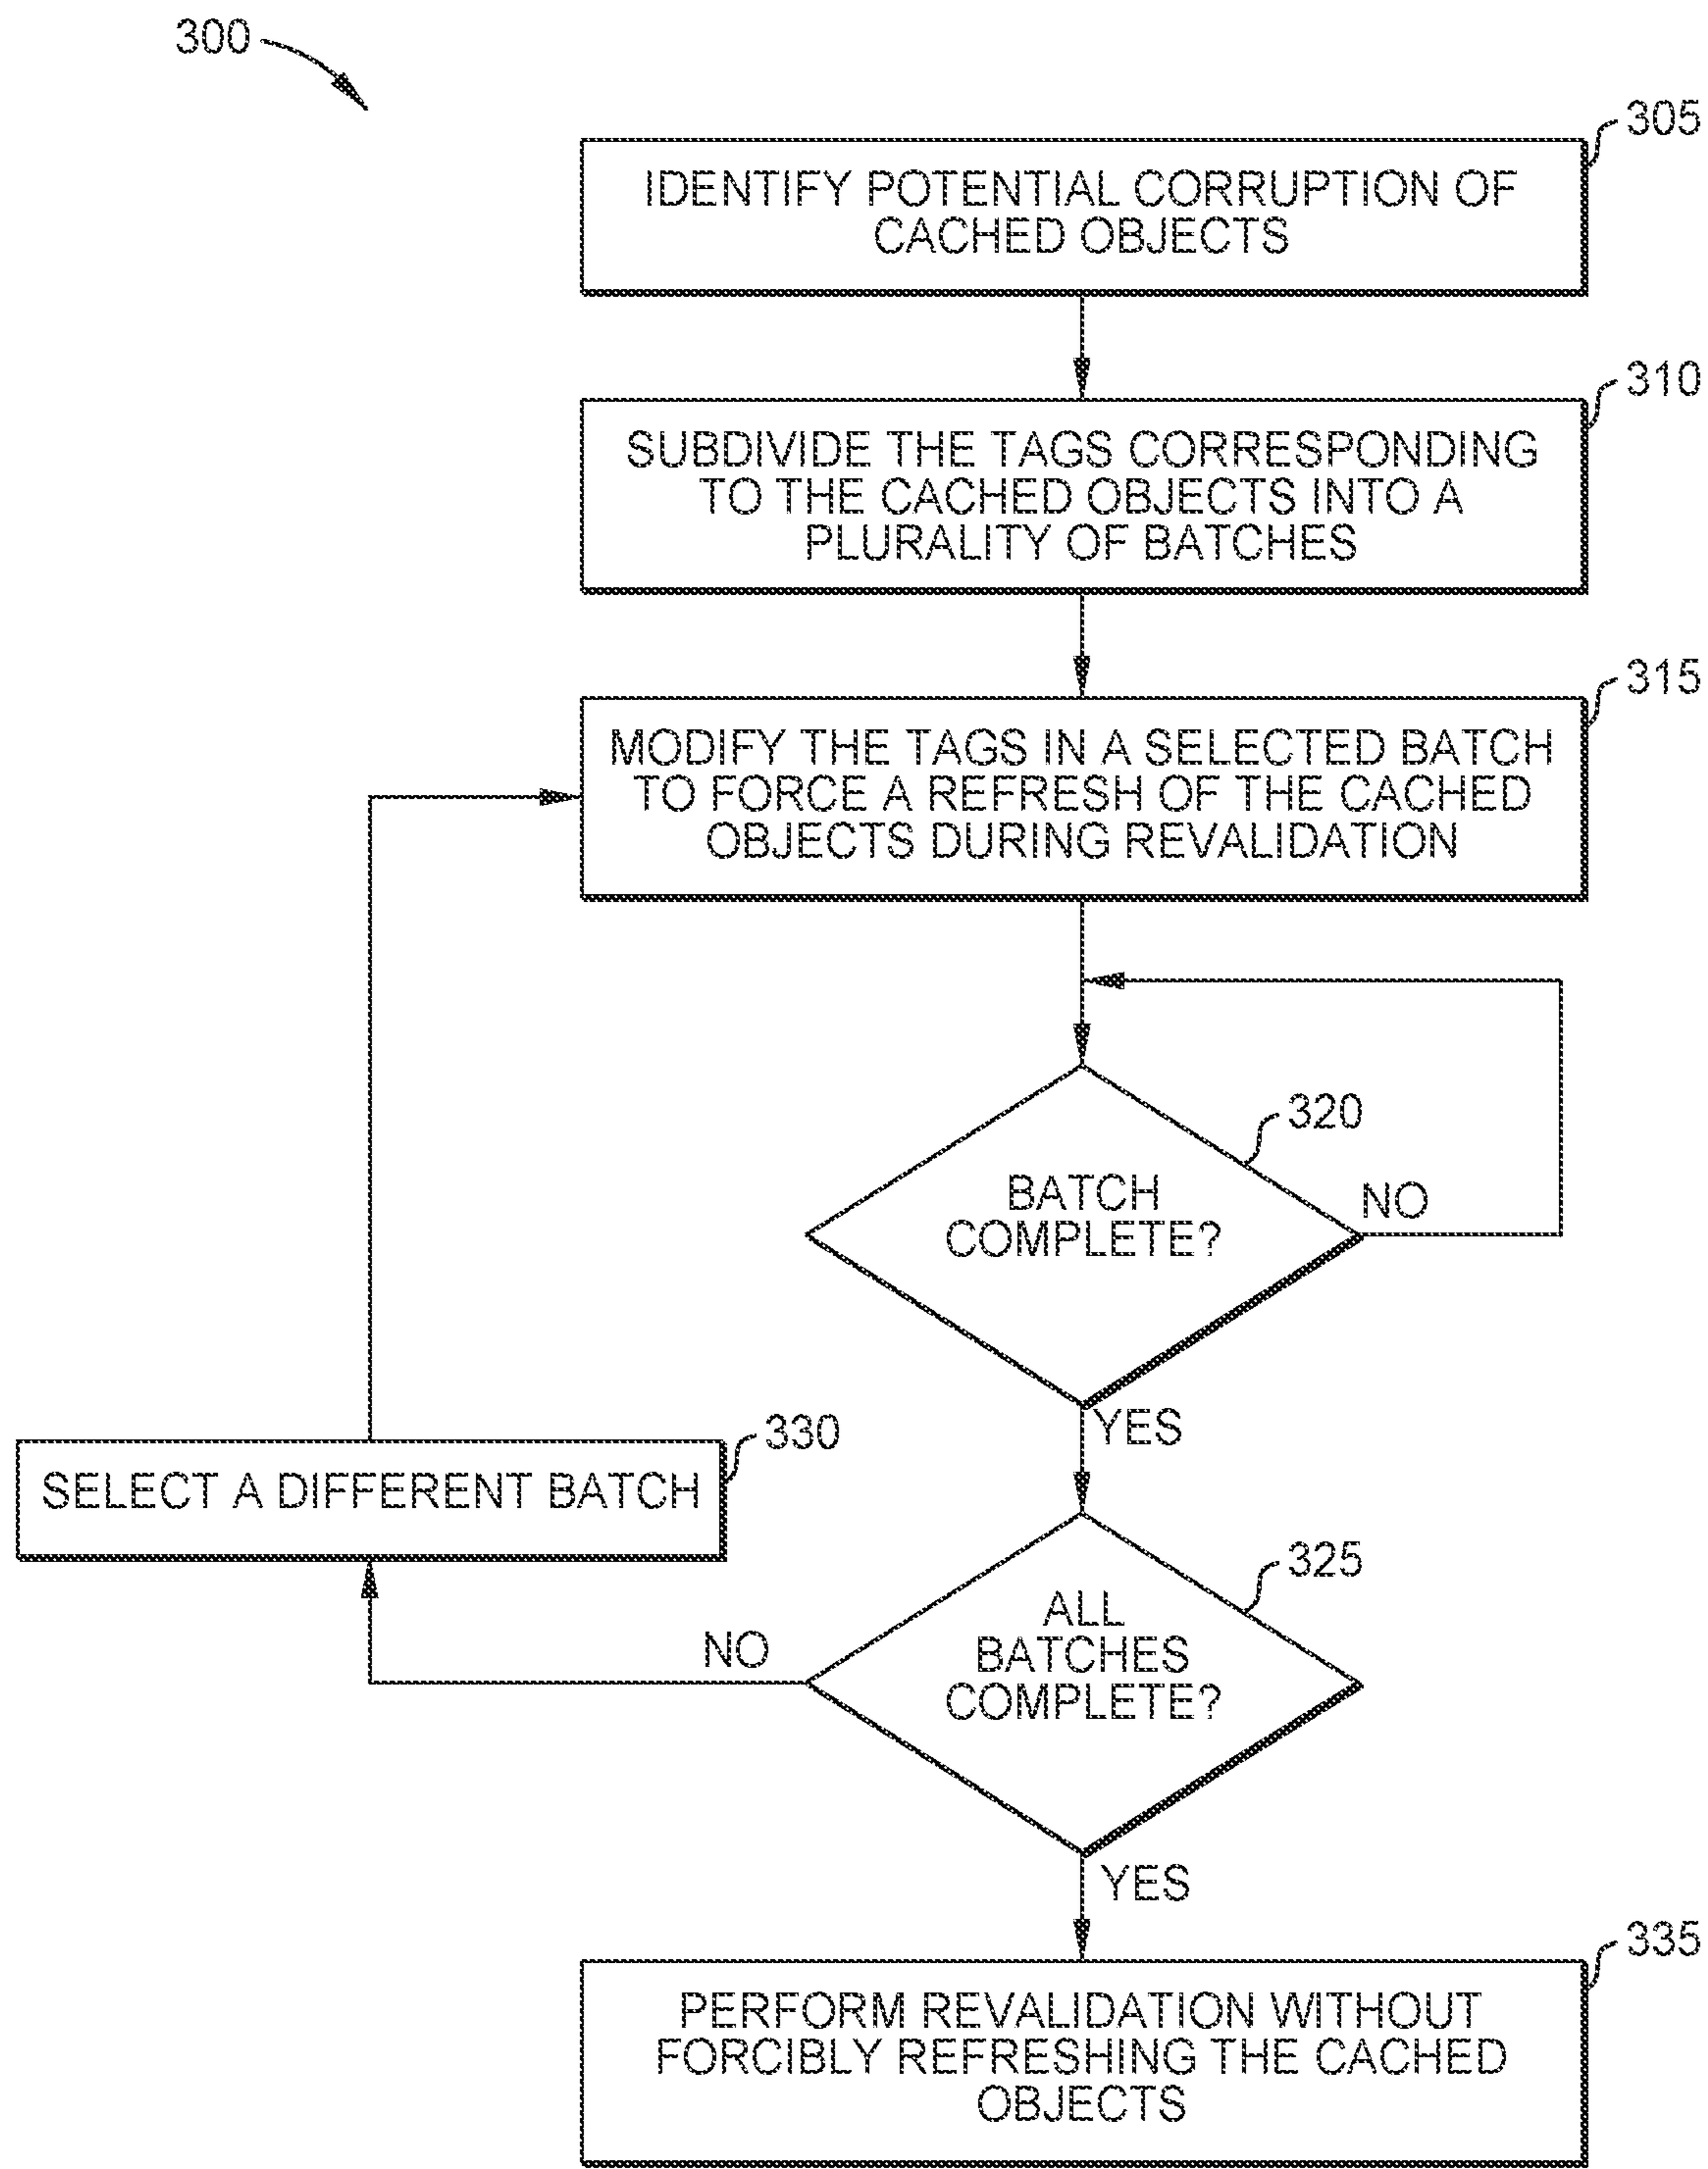 300
305
IDENTIFY POTENTIAL CORRUPTION OF
CACHED OBJECTS
310
SUBDIVIDE THE TAGS CORRESPONDING
TO THE CACHED OBJECTS INTO A
PLURALITY OF BATCHES
315
MODIFY THE TAGS IN A SELECTED BATCH
TO FORCE A REFRESH OF THE CACHED
OBJECTS DURING REVALIDATION
320
BATCH
COMPLETE?
NO
YES
330
SELECT A DIFFERENT BATCH
325
ALL
BATCHES
COMPLETE?
NO
YES
335
PERFORM REVALIDATION WITHOUT
FORCIBLY REFRESHING THE CACHED
OBJECTS